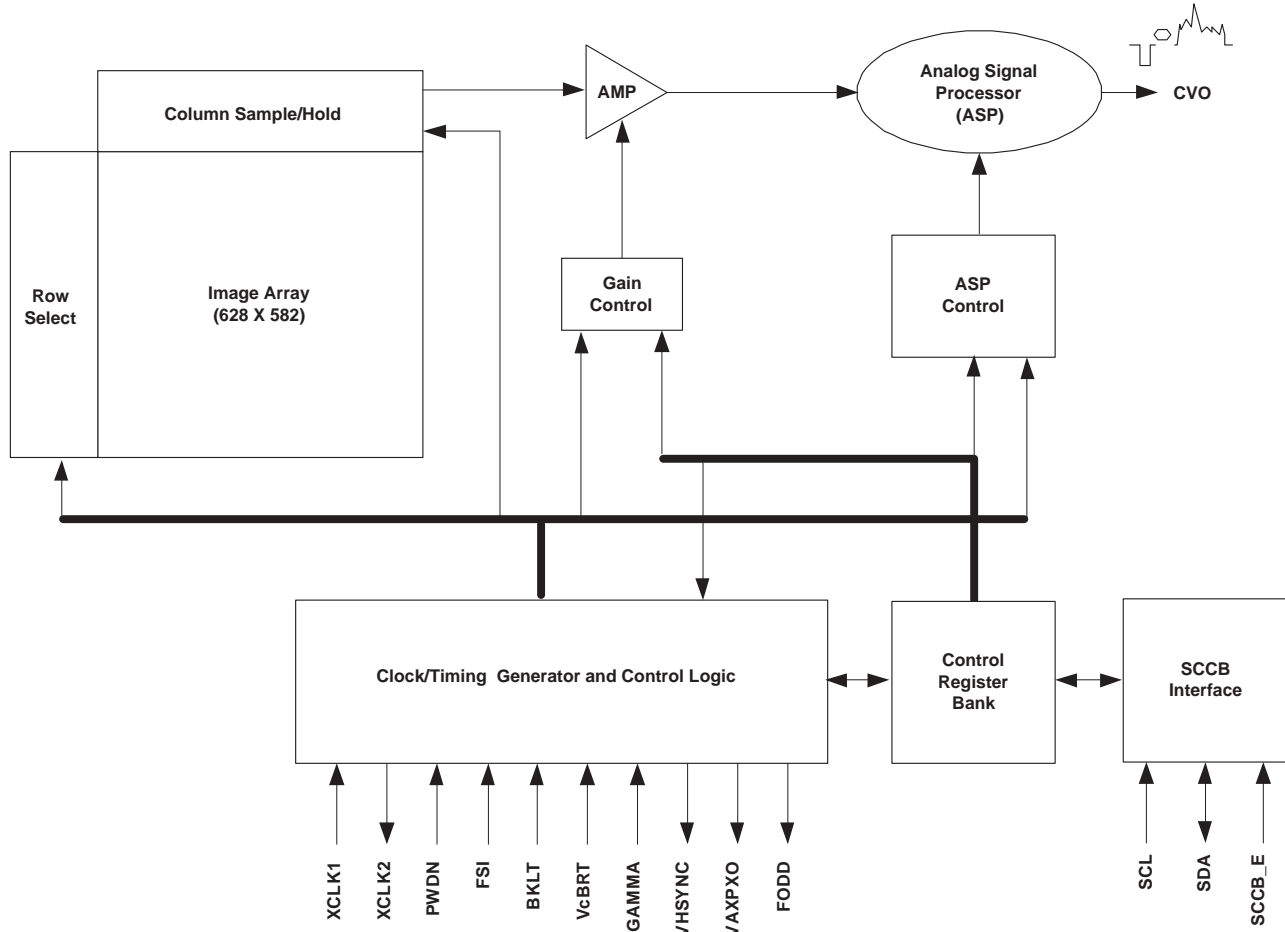 Column Sample/Hold
AMP
Analog Signal
Processor
(ASP)
CVO
Row
Select
Image Array
(628 X 582)
Gain
Control
ASP
Control
Clock/Timing Generator and Control Logic
Control
Register
Bank
SCCB
Interface
XCLK1
XCLK2
PWDN
FSI
BKLT
VcBRT
GAMMA
VHSYNC
VAXPXO
FODD
SCL
SDA
SCCB_E